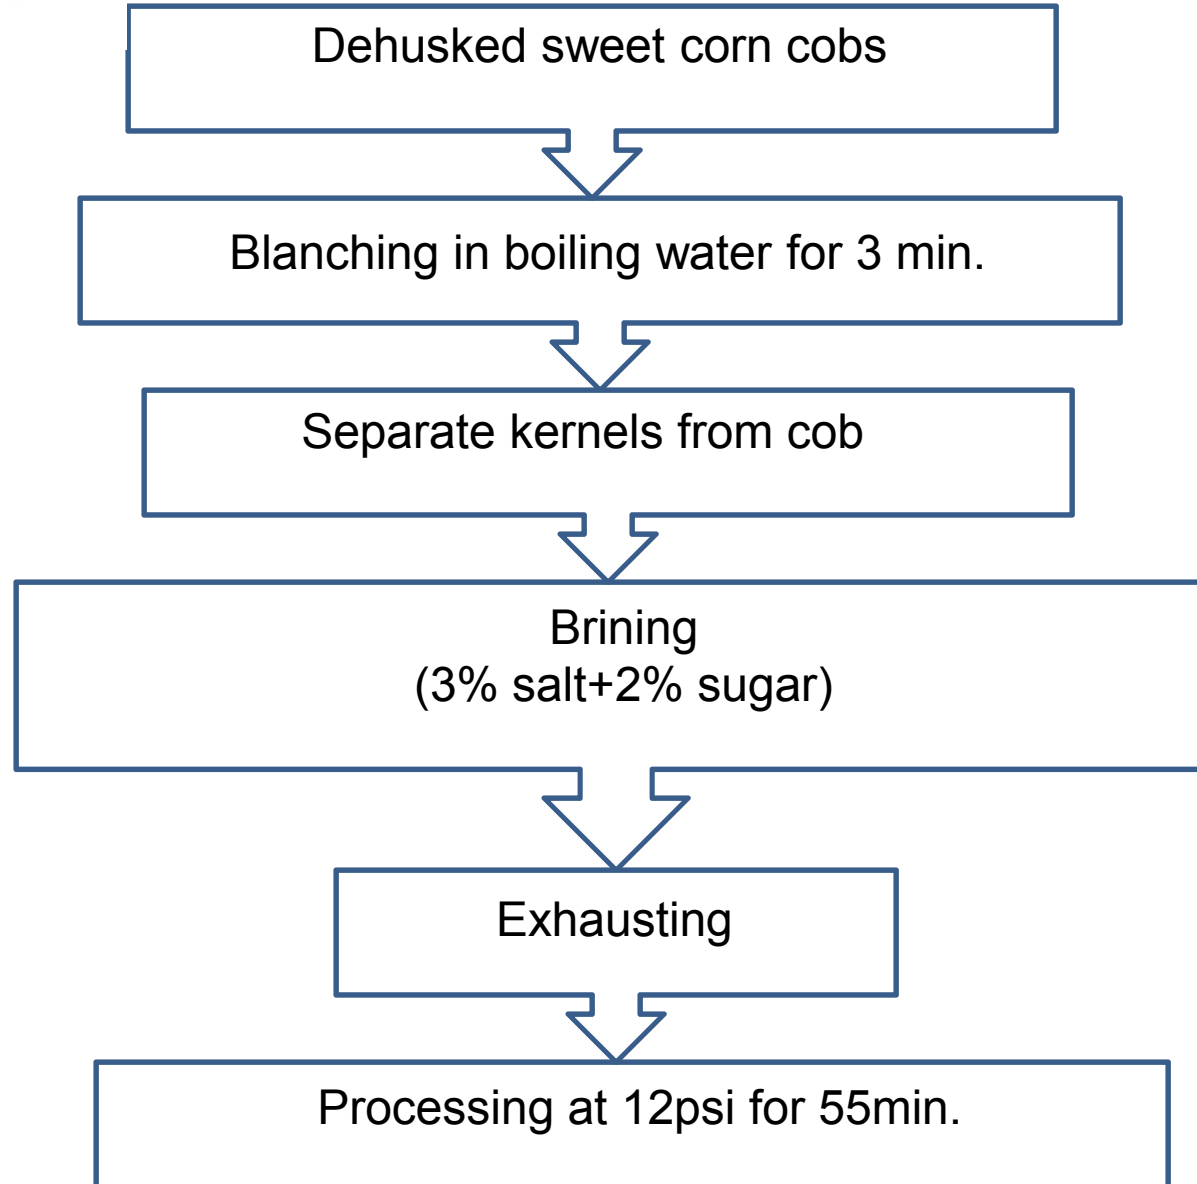 Dehusked sweet corn cobs
Blanching in boiling water for 3 min.
Separate kernels from cob
Brining
(3% salt+2% sugar)
Exhausting
Processing at 12psi for 55min.